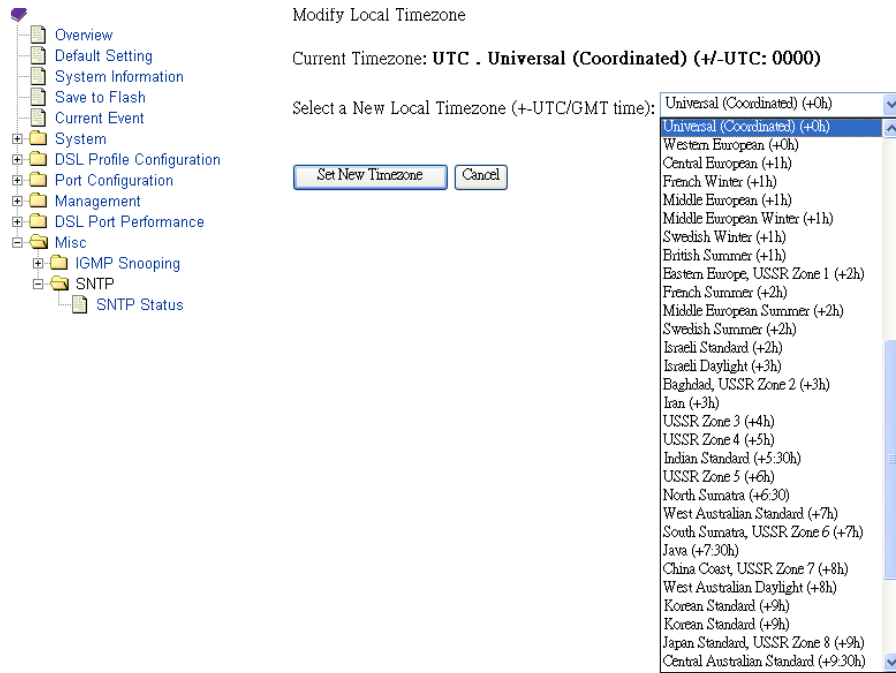 Overview
Default Setting
System Information
Save to Flash
Current Event
System
DSL Profile Configuration
Port Configuration
Management
DSL Port Performance
Misc
IGMP Snooping
SNTP
SNTP Status
Modify Local Timezone
Current Timezone: UTC . Universal (Coordinated) (+/-UTC: 0000)
Select a New Local Timezone (+-UTC/GMT time): Universal (Coordinated) (+0h)
Universal (Coordinated) (+0h)
Western European (+0h)
Central European (+1h)
French Winter (+1h)
Middle European (+1h)
Middle European Winter (+1h)
Swedish Winter (+1h)
British Summer (+1h)
Eastern Europe, USSR Zone 1 (+2h)
French Summer (+2h)
Middle European Summer (+2h)
Swedish Summer (+2h)
Israeli Standard (+2h)
Israeli Daylight (+3h)
Baghdad, USSR Zone 2 (+3h)
Iran (+3h)
USSR Zone 3 (+4h)
USSR Zone 4 (+5h)
Indian Standard (+5:30h)
USSR Zone 5 (+6h)
North Sumatra (+6:30)
West Australian Standard (+7h)
South Sumatra, USSR Zone 6 (+7h)
Java (+7:30h)
China Coast, USSR Zone 7 (+8h)
West Australian Daylight (+8h)
Korean Standard (+9h)
Korean Standard (+9h)
Japan Standard, USSR Zone 8 (+9h)
Central Australian Standard (+9:30h)
Set New Timezone
Cancel